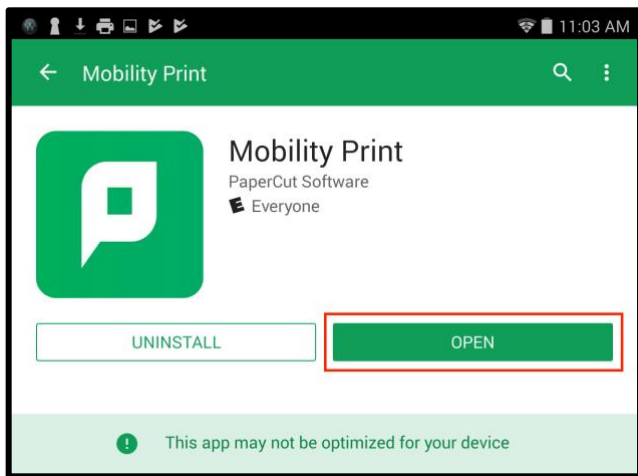 11:03 AM
Mobility Print
Mobility Print
PaperCut Software
E Everyone
UNINSTALL
OPEN
This app may not be optimized for your device